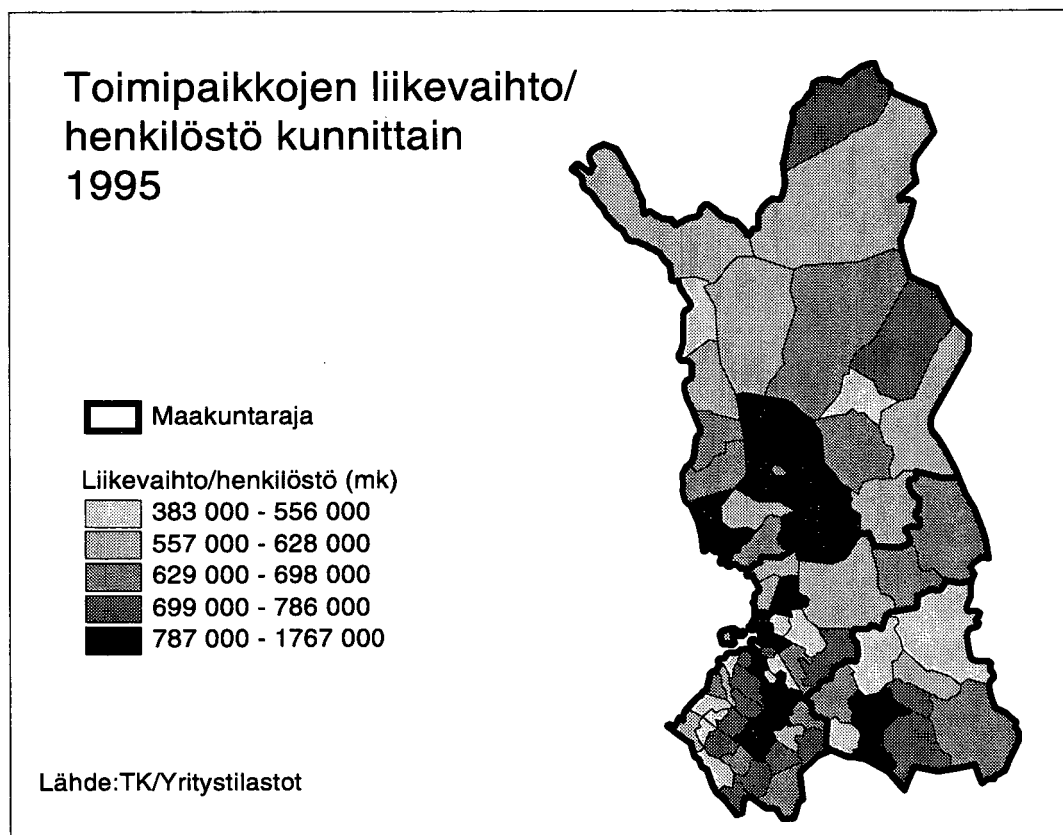 Toimipaikkojen liikevaihto/
henkilöstö kunnittain
1995
Maakuntaraja
Liikevaihto/henkilöstö (mk)
383 000 - 556 000
557 000 - 628 000
629 000 - 698 000
699 000 - 786 000
787 000 - 1767 000
Lähde:TK/Yritystilastot